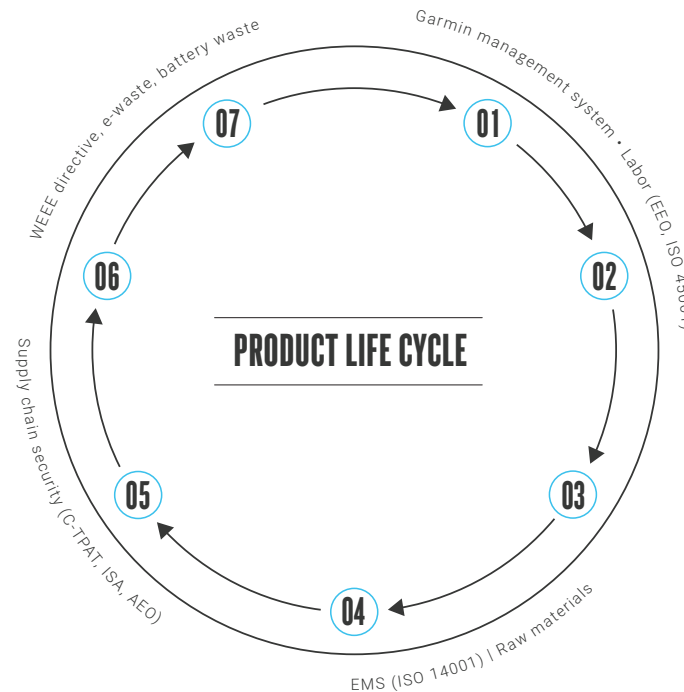 WEEE directive, e-waste, battery waste
Garmin management system • Labor (EEO, ISO 45001)
07
01
06
02
PRODUCT LIFE CYCLE
05
03
04
Supply chain security (C-TPAT, ISA, AEO)
EMS (ISO 14001) | Raw materials